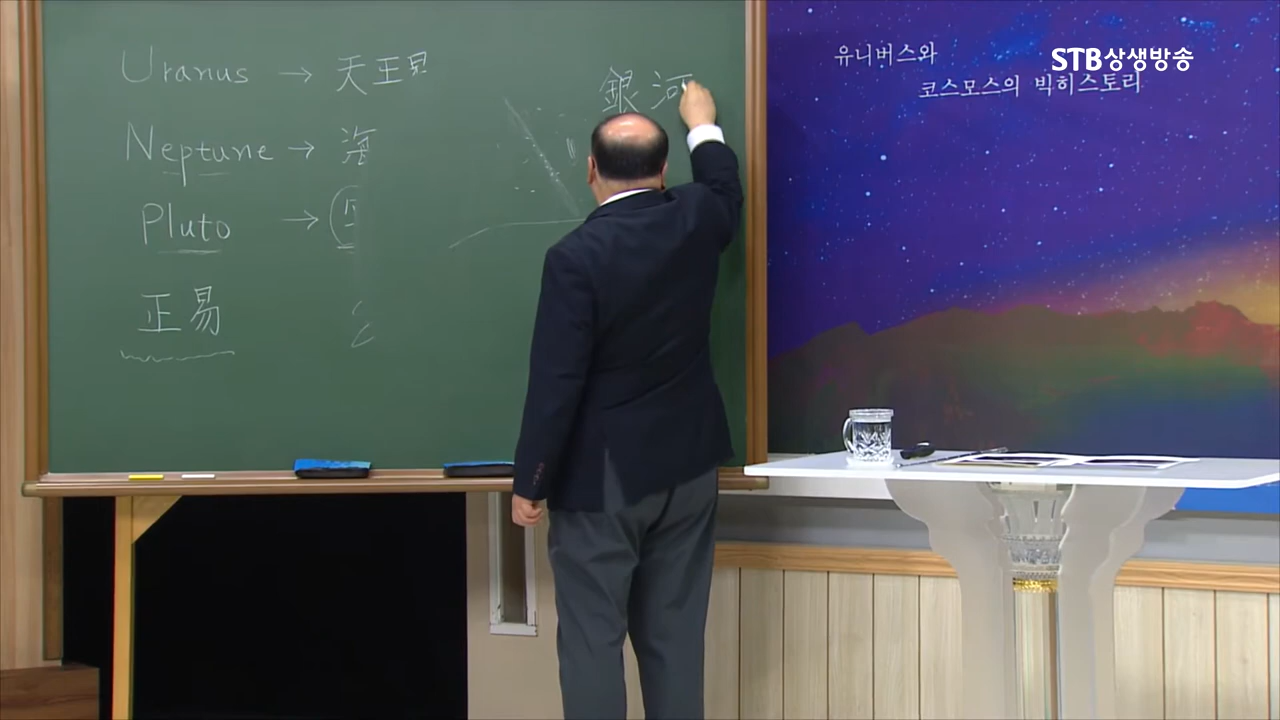 Uranus → 天王
Neptune → 海
Pluto →
正易
銀河
유니버스와
코스모스의 빅히스토리
STB상생방송